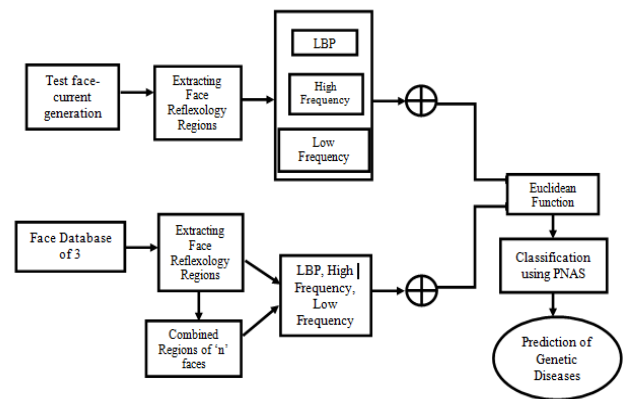 Test face-
current
generation
Extracting
Face
Reflexology
Regions
LBP
High
Frequency
Low
Frequency
Euclidean
Function
Face Database
of 3
Extracting
Face
Reflexology
Regions
LBP, High
Frequency,
Low
Frequency
Combined
Regions of ‘n’
faces
Classification
using PNAS
Prediction of
Genetic
Diseases